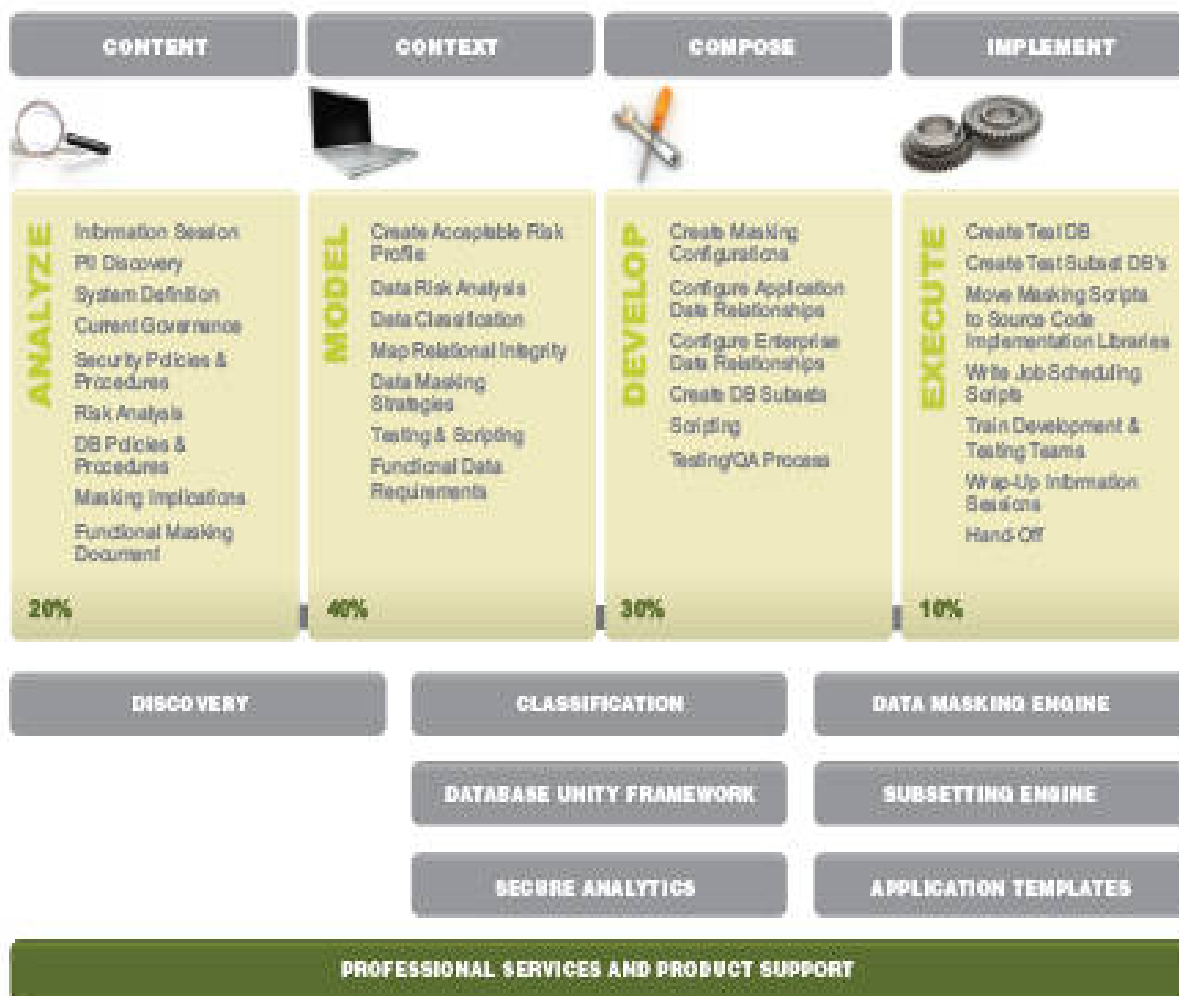 CONTENT
CONTEXT
COMPOSE
IMPLEMENT
ANALYZE
Information Session
PII Discovery
System Definition
Current Governance
Security Policies &
Procedures
Risk Analysis
DB Policies &
Procedures
Masking Implications
Functional Masking
Document
20%
MODEL
Create Acceptable Risk
Profile
Data Risk Analysis
Data Classification
Map Relational Integrity
Data Masking
Strategies
Testing & Scripting
Functional Data
Requirements
40%
DEVELOP
Create Masking
Configurations
Configure Application
Data Relationships
Configure Enterprise
Data Relationships
Create DB Subsets
Scripting
Testing/QA Process
30%
EXECUTE
Create Test DB
Create Test Subset DB's
Move Masking Scripts
to Source Code
Implementation Libraries
Write Job Scheduling
Scripts
Train Development &
Testing Teams
Wrap-Up Information
Sessions
Hand-Off
10%
DISCOVERY
CLASSIFICATION
DATA MASKING ENGINE
DATABASE UNITY FRAMEWORK
SUBSETTING ENGINE
SECURE ANALYTICS
APPLICATION TEMPLATES
PROFESSIONAL SERVICES AND PRODUCT SUPPORT